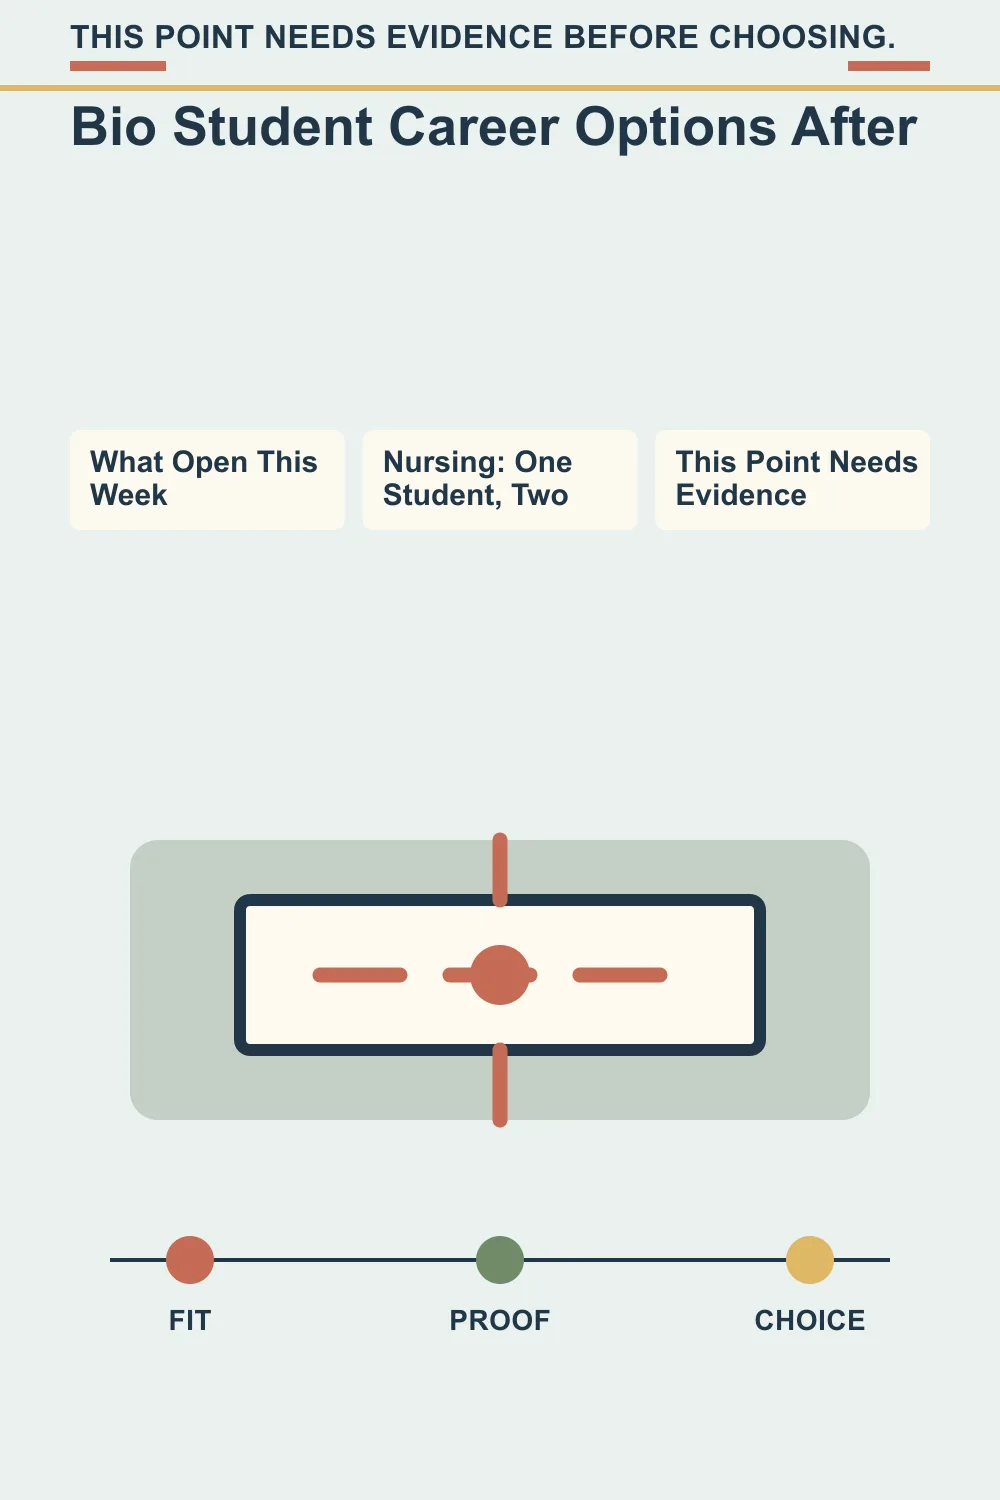 THIS POINT NEEDS EVIDENCE BEFORE CHOOSING.
Bio Student Career Options After
What Open This
Week
Nursing: One
Student, Two
This Point Needs
Evidence
FIT
PROOF
CHOICE